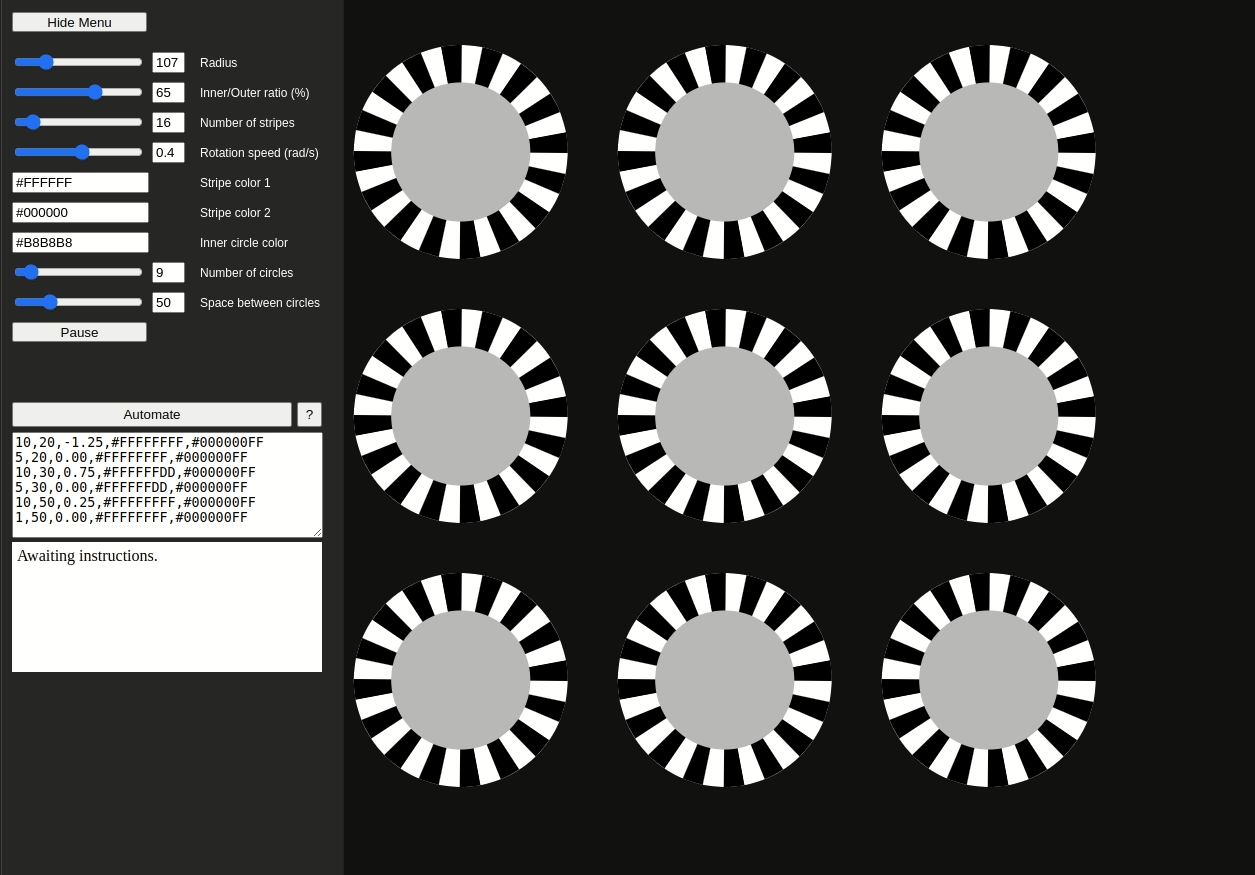 Hide Menu
107 Radius
65 Inner/Outer ratio (%)
16 Number of stripes
0.4 Rotation speed (rad/s)
#FFFFFF Stripe color 1
#000000 Stripe color 2
#B8B8B8 Inner circle color
9 Number of circles
50 Space between circles
Pause
Automate ?
10,20,-1.25,#FFFFFFFF,#000000FF
5,20,0.00,#FFFFFFFF,#000000FF
10,30,0.75,#FFFFFFDD,#000000FF
5,30,0.00,#FFFFFFDD,#000000FF
10,50,0.25,#FFFFFFFF,#000000FF
1,50,0.00,#FFFFFFFF,#000000FF
Awaiting instructions.